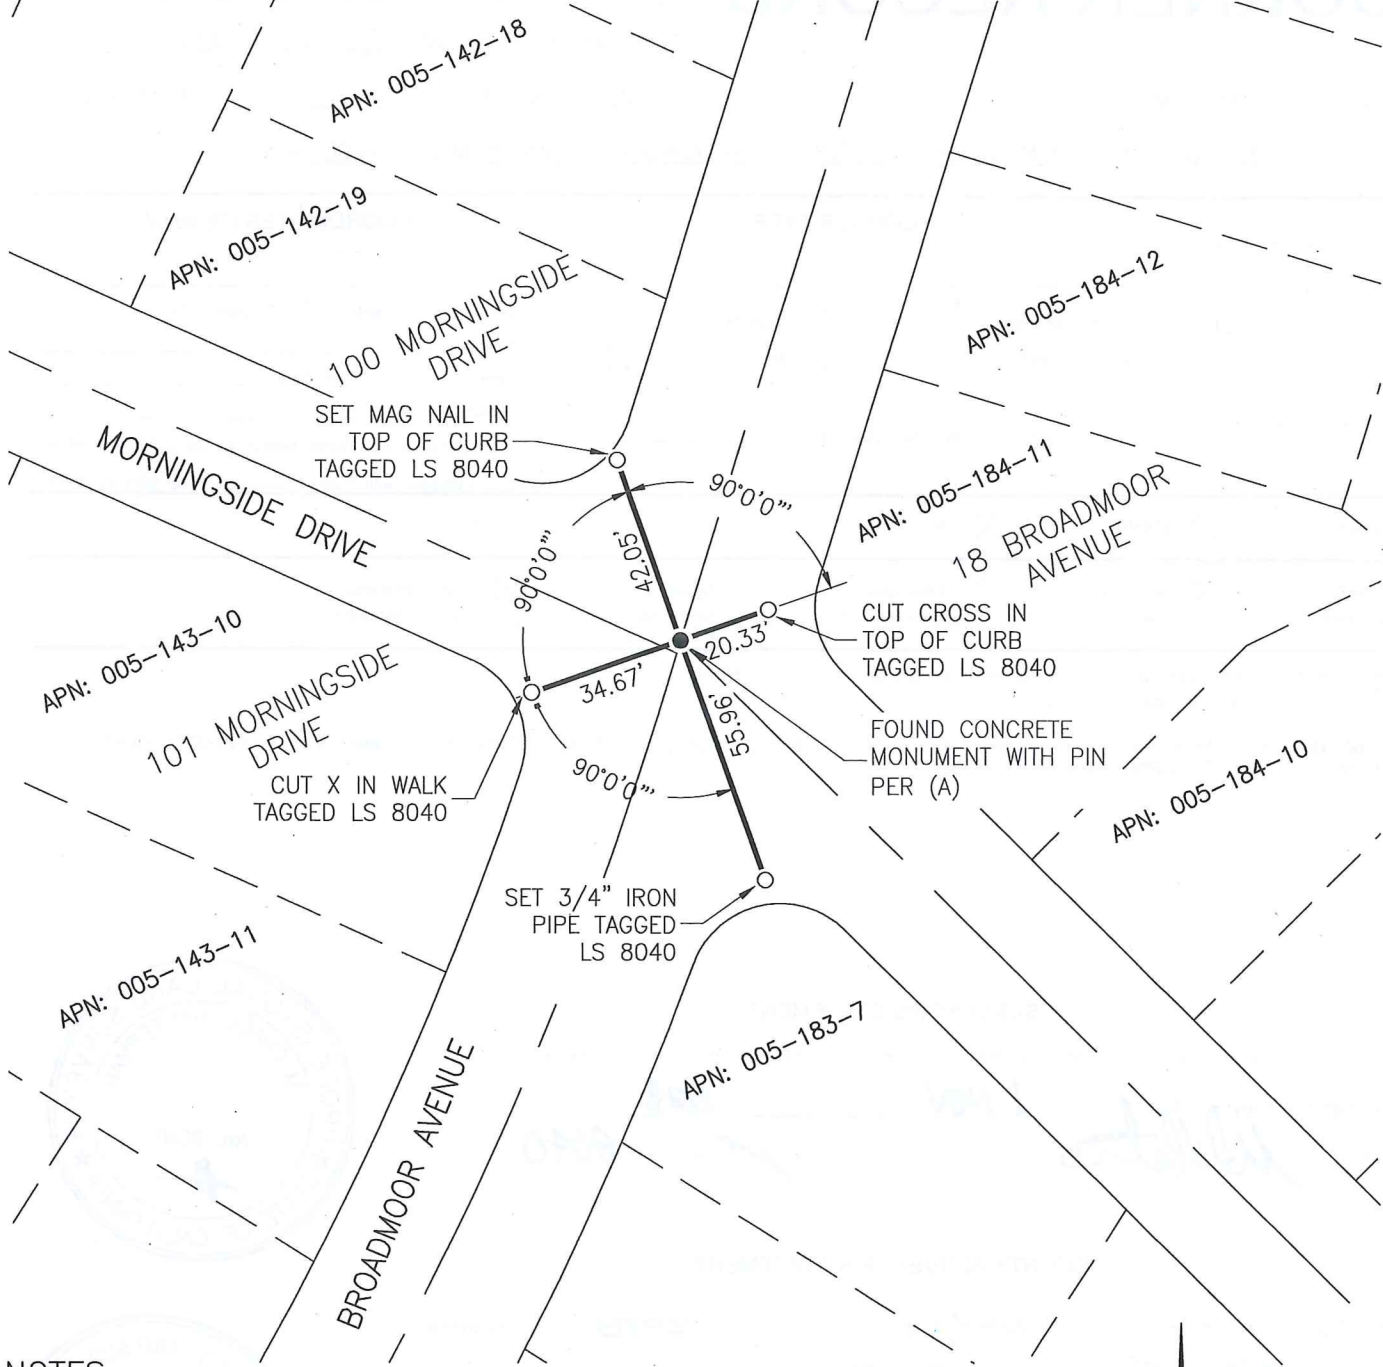 APN: 005-142-18
APN: 005-142-19
100 MORNINGSIDE
DRIVE
SET MAG NAIL IN
TOP OF CURB
TAGGED LS 8040
MORNINGSIDE DRIVE
APN: 005-184-12
APN: 005-184-11
18 BROADMOOR
AVENUE
90°0'0'"
90°0'0'"
42.05'
20.33'
34.67'
55.96'
90°0'0'"
CUT CROSS IN
TOP OF CURB
TAGGED LS 8040
APN: 005-143-10
101 MORNINGSIDE
DRIVE
CUT X IN WALK
TAGGED LS 8040
FOUND CONCRETE
MONUMENT WITH PIN
PER (A)
APN: 005-184-10
SET 3/4" IRON
PIPE TAGGED
LS 8040
APN: 005-143-11
APN: 005-183-7
BROADMOOR AVENUE
NOTES